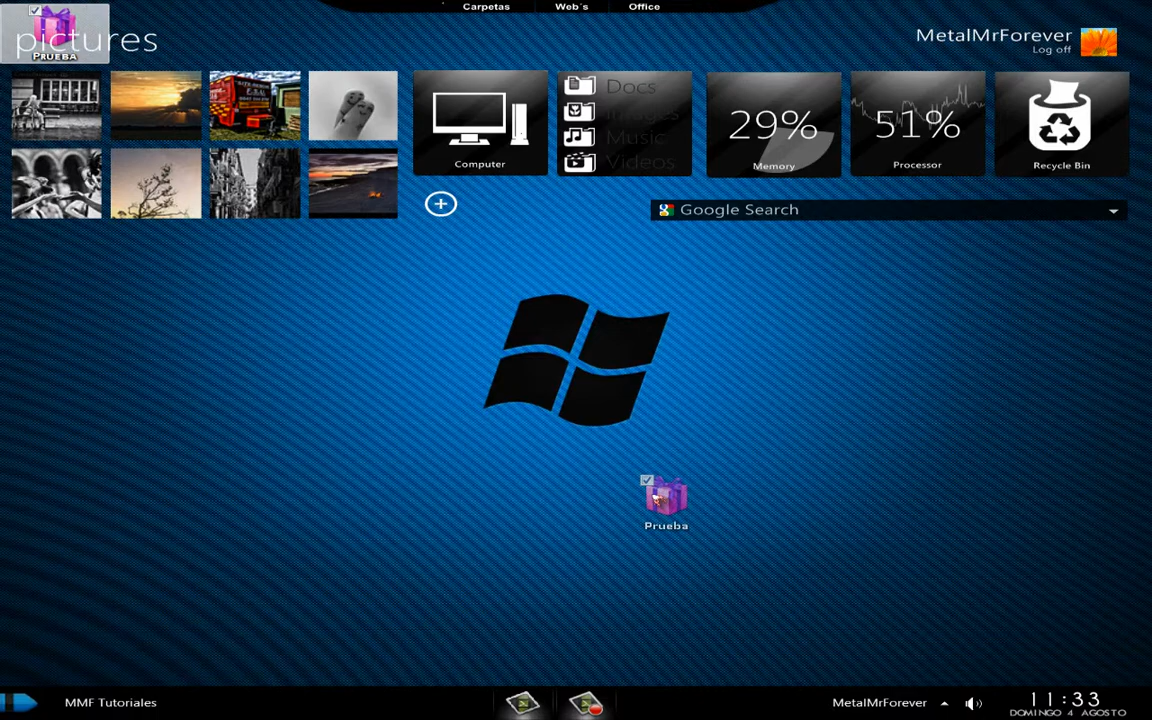 Carpetas
Web´s
Office
PRUEBA
pictures
MetalMrForever
Log off
Computer
Docs
Images
Music
Videos
29%
Memory
51%
Processor
Recycle Bin
Google Search
Prueba
MMF Tutoriales
MetalMrForever
11:33
DOMINGO 4 AGOSTO